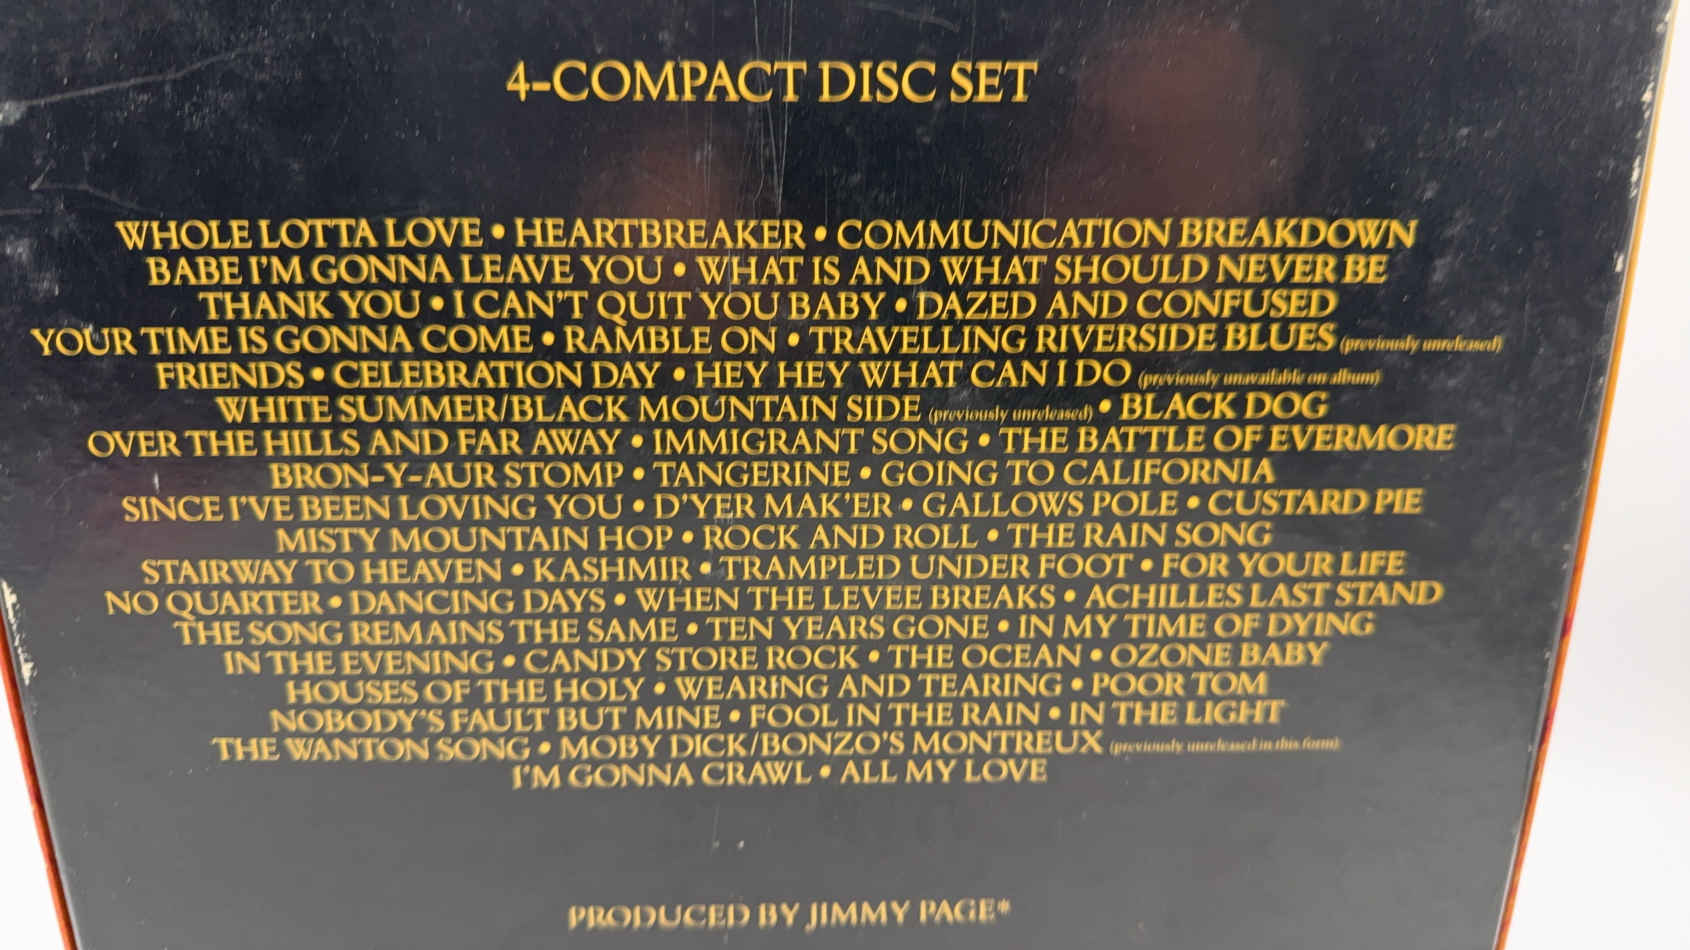 4-COMPACT DISC SET
WHOLE LOTTA LOVE • HEARTBREAKER • COMMUNICATION BREAKDOWN
BABE I'M GONNA LEAVE YOU • WHAT IS AND WHAT SHOULD NEVER BE
THANK YOU • I CAN'T QUIT YOU BABY • DAZED AND CONFUSED
YOUR TIME IS GONNA COME • RAMBLE ON • TRAVELLING RIVERSIDE BLUES (previously unreleased)
FRIENDS • CELEBRATION DAY • HEY HEY WHAT CAN I DO (previously unavailable on album)
WHITE SUMMER/BLACK MOUNTAIN SIDE (previously unreleased) • BLACK DOG
OVER THE HILLS AND FAR AWAY • IMMIGRANT SONG • THE BATTLE OF EVERMORE
BRON-Y-AUR STOMP • TANGERINE • GOING TO CALIFORNIA
SINCE I'VE BEEN LOVING YOU • D'YER MAK'ER • GALLOWS POLE • CUSTARD PIE
MISTY MOUNTAIN HOP • ROCK AND ROLL • THE RAIN SONG
STAIRWAY TO HEAVEN • KASHMIR • TRAMPLED UNDER FOOT • FOR YOUR LIFE
NO QUARTER • DANCING DAYS • WHEN THE LEVEE BREAKS • ACHILLES LAST STAND
THE SONG REMAINS THE SAME • TEN YEARS GONE • IN MY TIME OF DYING
IN THE EVENING • CANDY STORE ROCK • THE OCEAN • OZONE BABY
HOUSES OF THE HOLY • WEARING AND TEARING • POOR TOM
NOBODY'S FAULT BUT MINE • FOOL IN THE RAIN • IN THE LIGHT
THE WANTON SONG • MOBY DICK/BONZO'S MONTREUX (previously unreleased in this form)
I'M GONNA CRAWL • ALL MY LOVE
PRODUCED BY JIMMY PAGE*